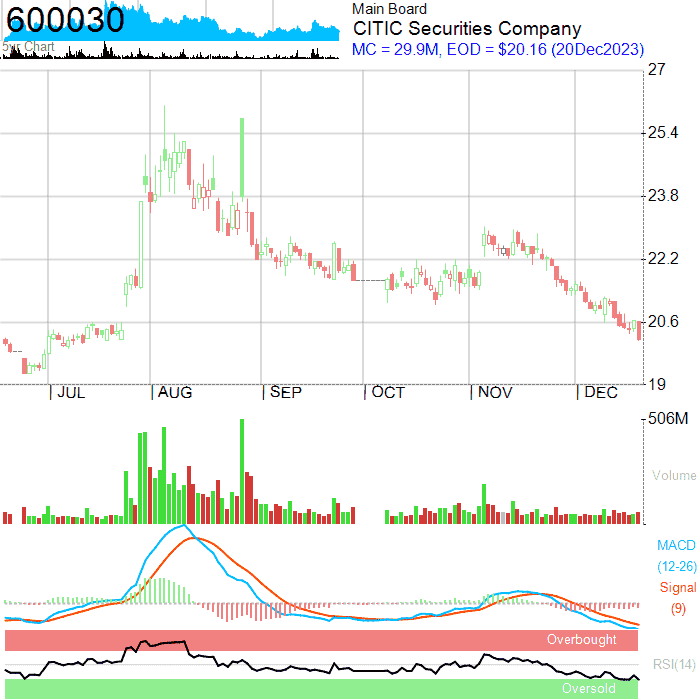 600030
5yr Chart
Main Board
CITIC Securities Company
MC = 29.9M, EOD = $20.16 (20Dec2023)
27
25.4
23.8
22.2
20.6
19
JUL AUG SEP OCT NOV DEC
506M
Volume
MACD
(12-26)
Signal
(9)
Overbought
RSI(14)
Oversold